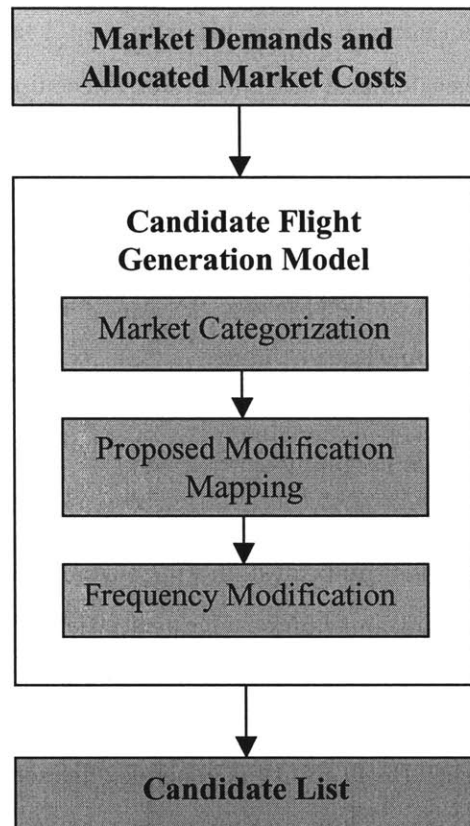 Market Demands and
Allocated Market Costs
Candidate Flight
Generation Model
Market Categorization
Proposed Modification
Mapping
Frequency Modification
Candidate List